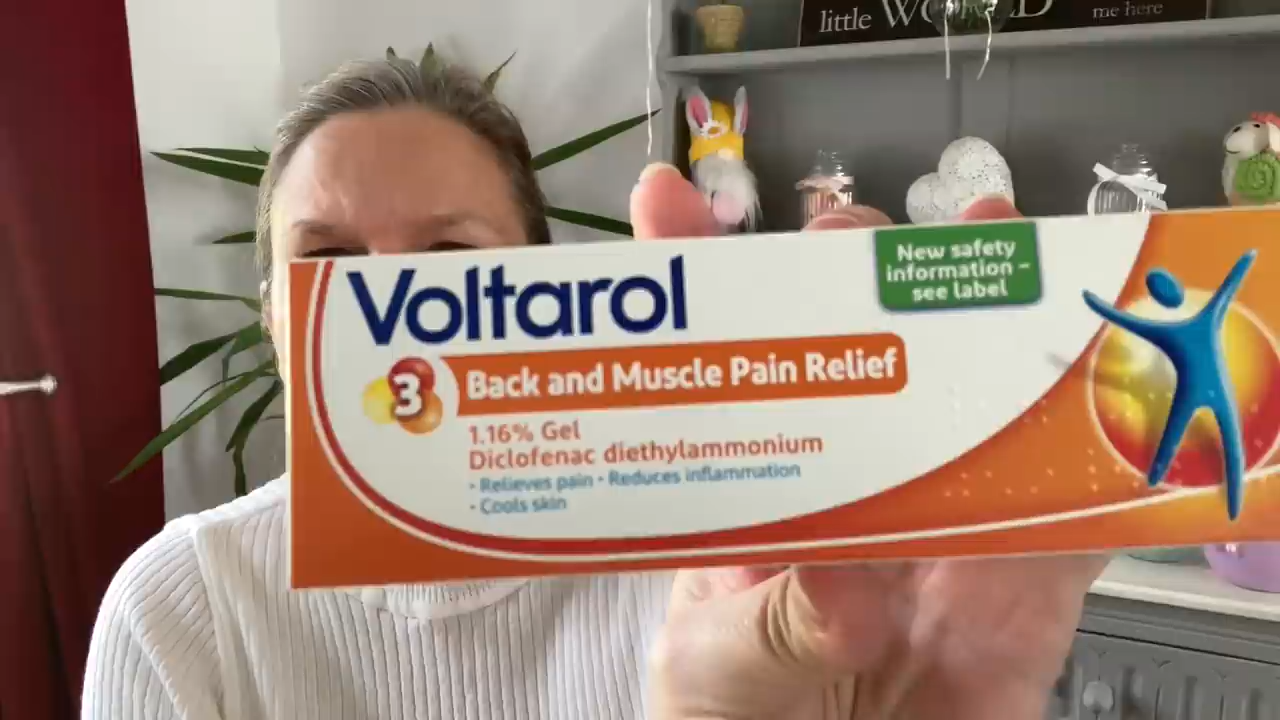 little WORLD me here
New safety
information –
see label
Voltarol
3 Back and Muscle Pain Relief
1.16% Gel
Diclofenac diethylammonium
• Relieves pain • Reduces inflammation
• Cools skin